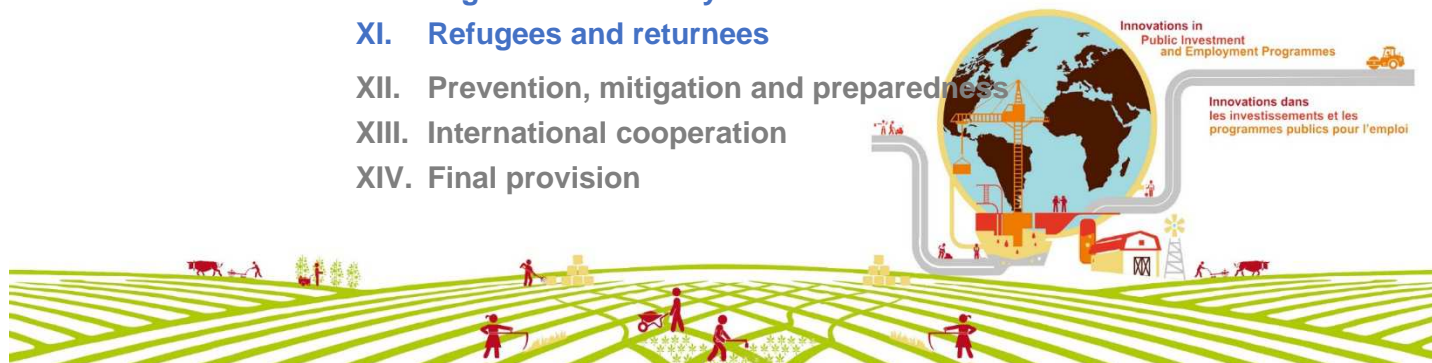 XI. Refugees and returnees
XII. Prevention, mitigation and preparedness
XIII. International cooperation
XIV. Final provision
Innovations in
Public Investment
and Employment Programmes
Innovations dans
les investissements et les
programmes publics pour l'emploi